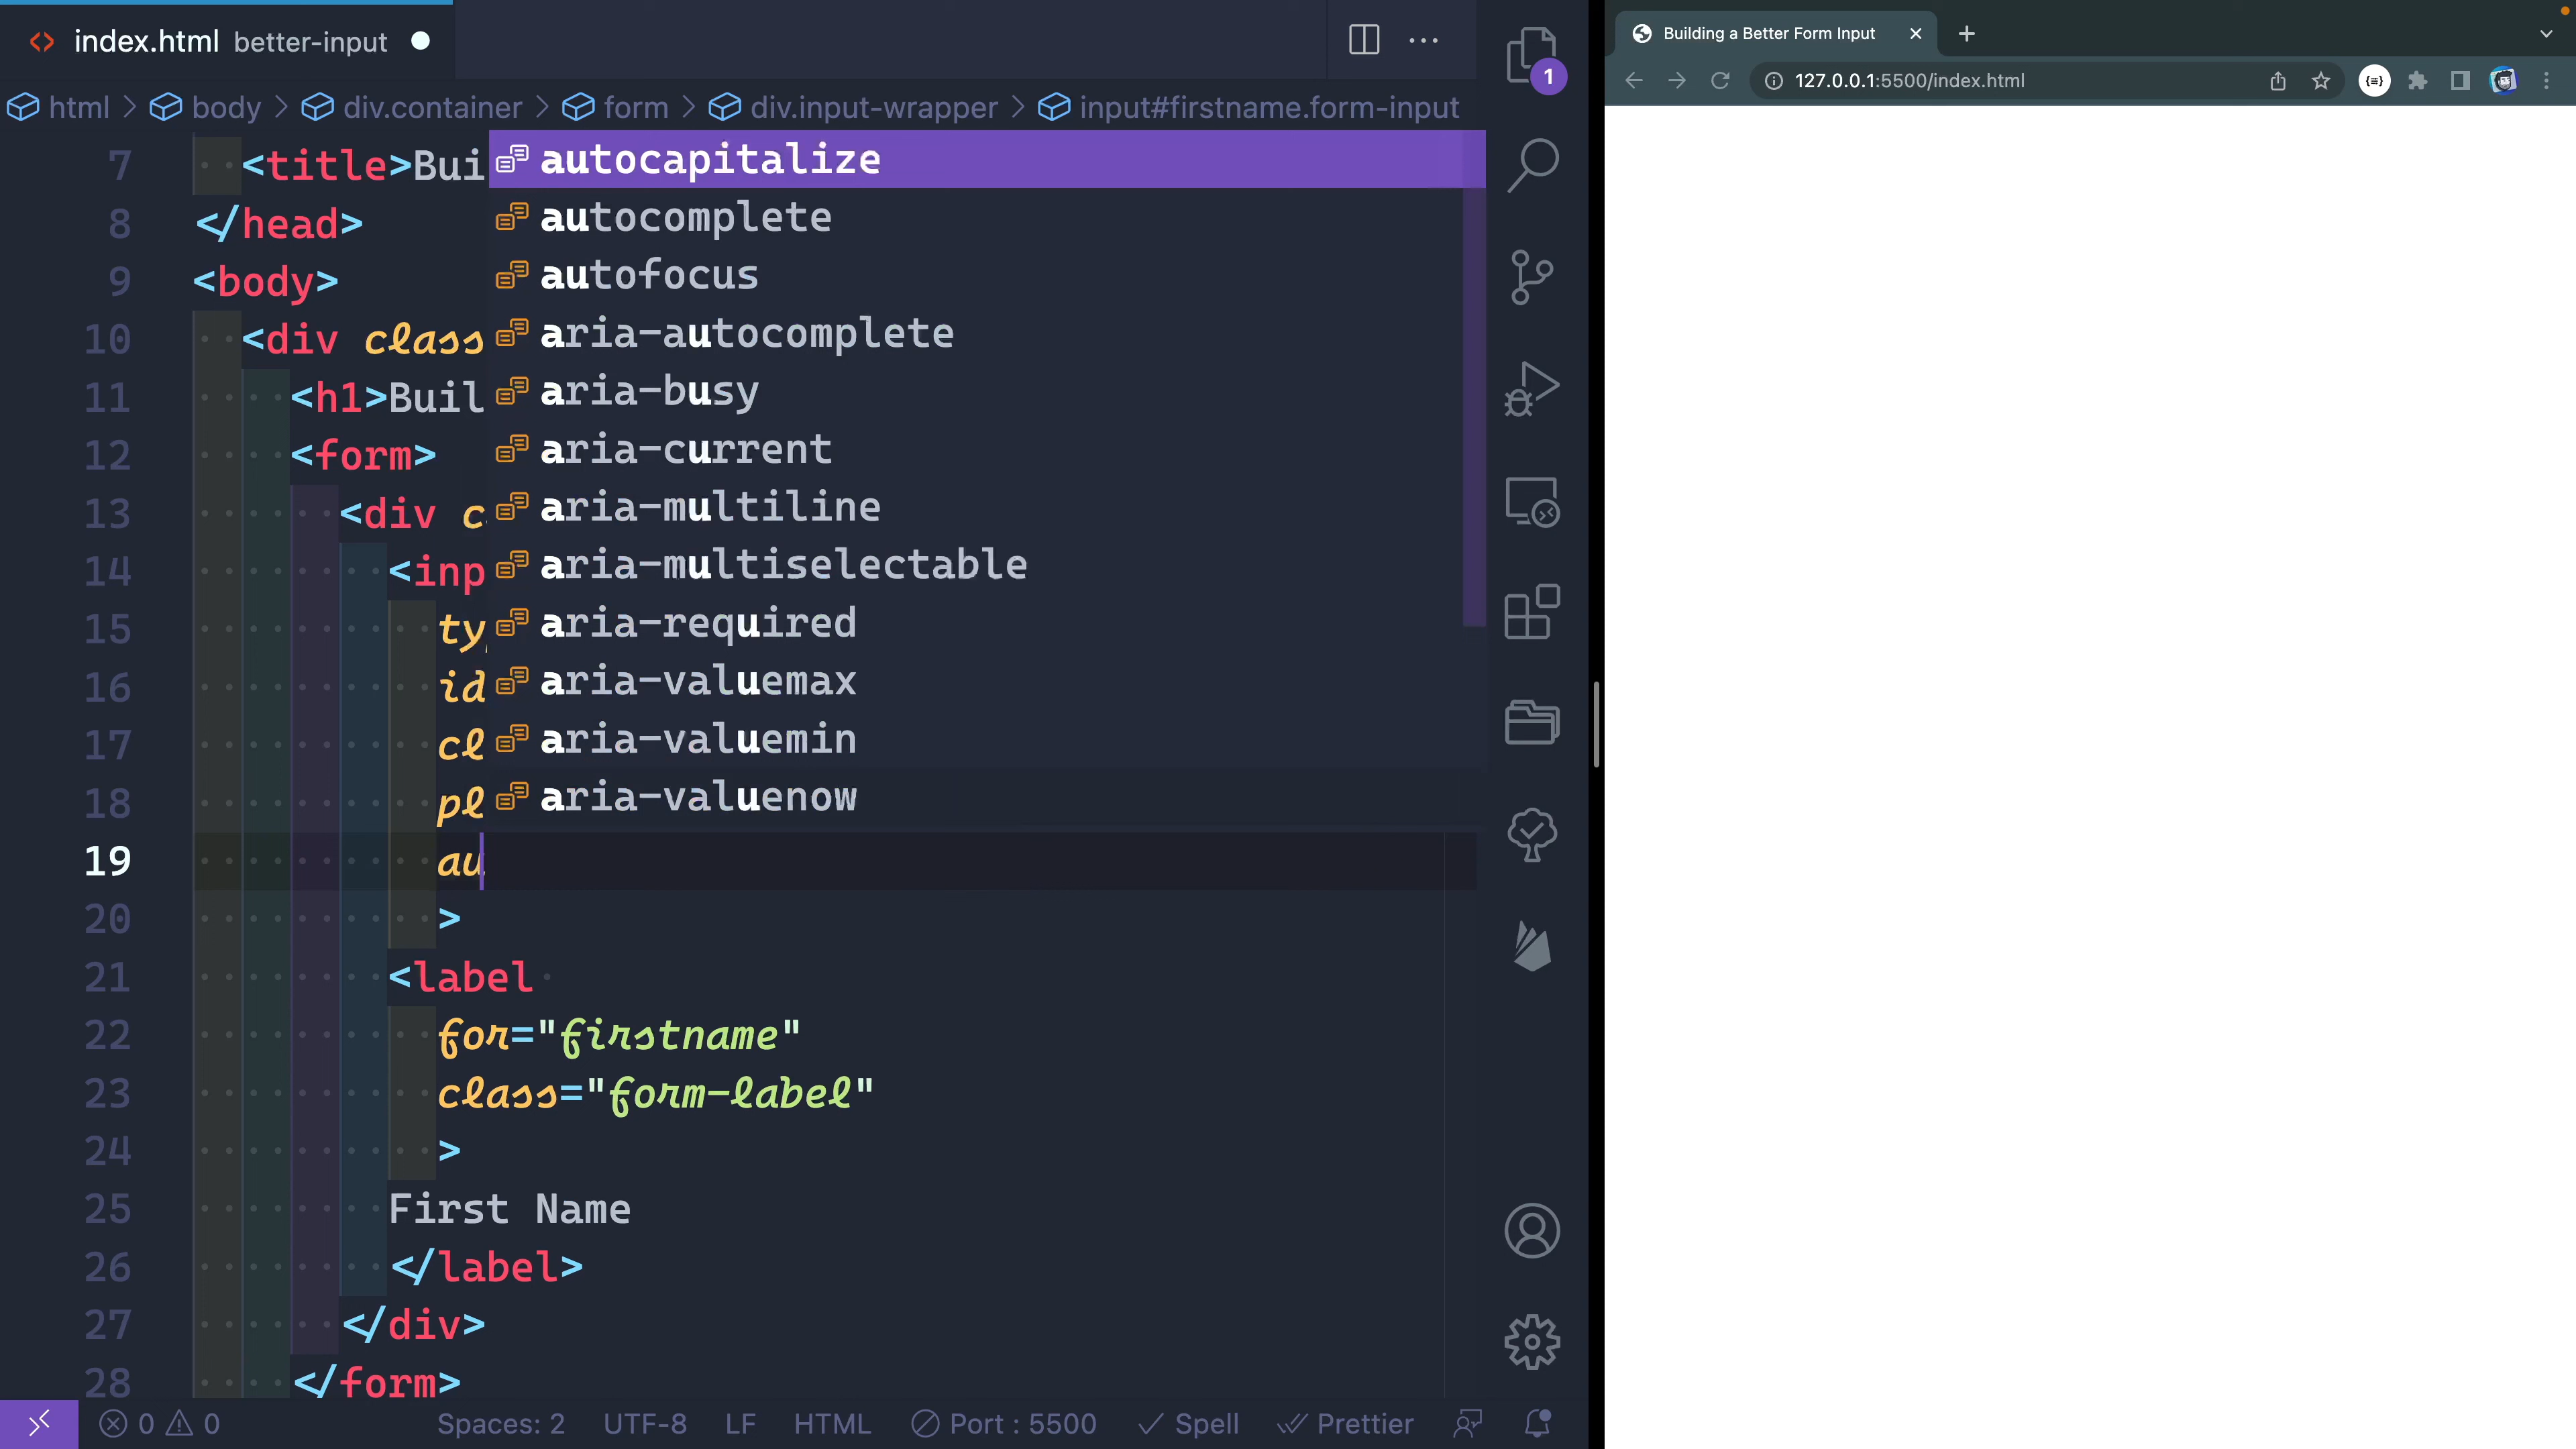 index.html better-input
html > body > div.container > form > div.input-wrapper > input#firstname.form-input
7 <title>Bui
8 </head>
9 <body>
10 <div class
11 <h1>Buil
12 <form>
13 <div c
14 <inp
15 ty
16 id
17 cl
18 pl
19 au
20 >
21 <label
22 for="firstname"
23 class="form-label"
24 >
25 First Name
26 </label>
27 </div>
28 </form>
autocapitalize
autocomplete
autofocus
aria-autocomplete
aria-busy
aria-current
aria-multiline
aria-multiselectable
aria-required
aria-valuemax
aria-valuemin
aria-valuenow
1
0 0 Spaces: 2 UTF-8 LF HTML Port : 5500 Spell Prettier
Building a Better Form Input
127.0.0.1:5500/index.html